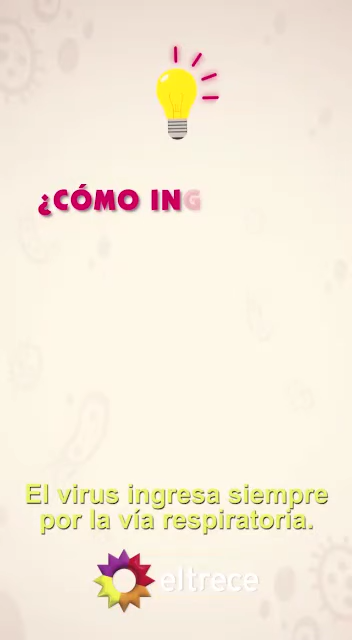 ¿CÓMO ING
El virus ingresa siempre
por la vía respiratoria.
eltrece